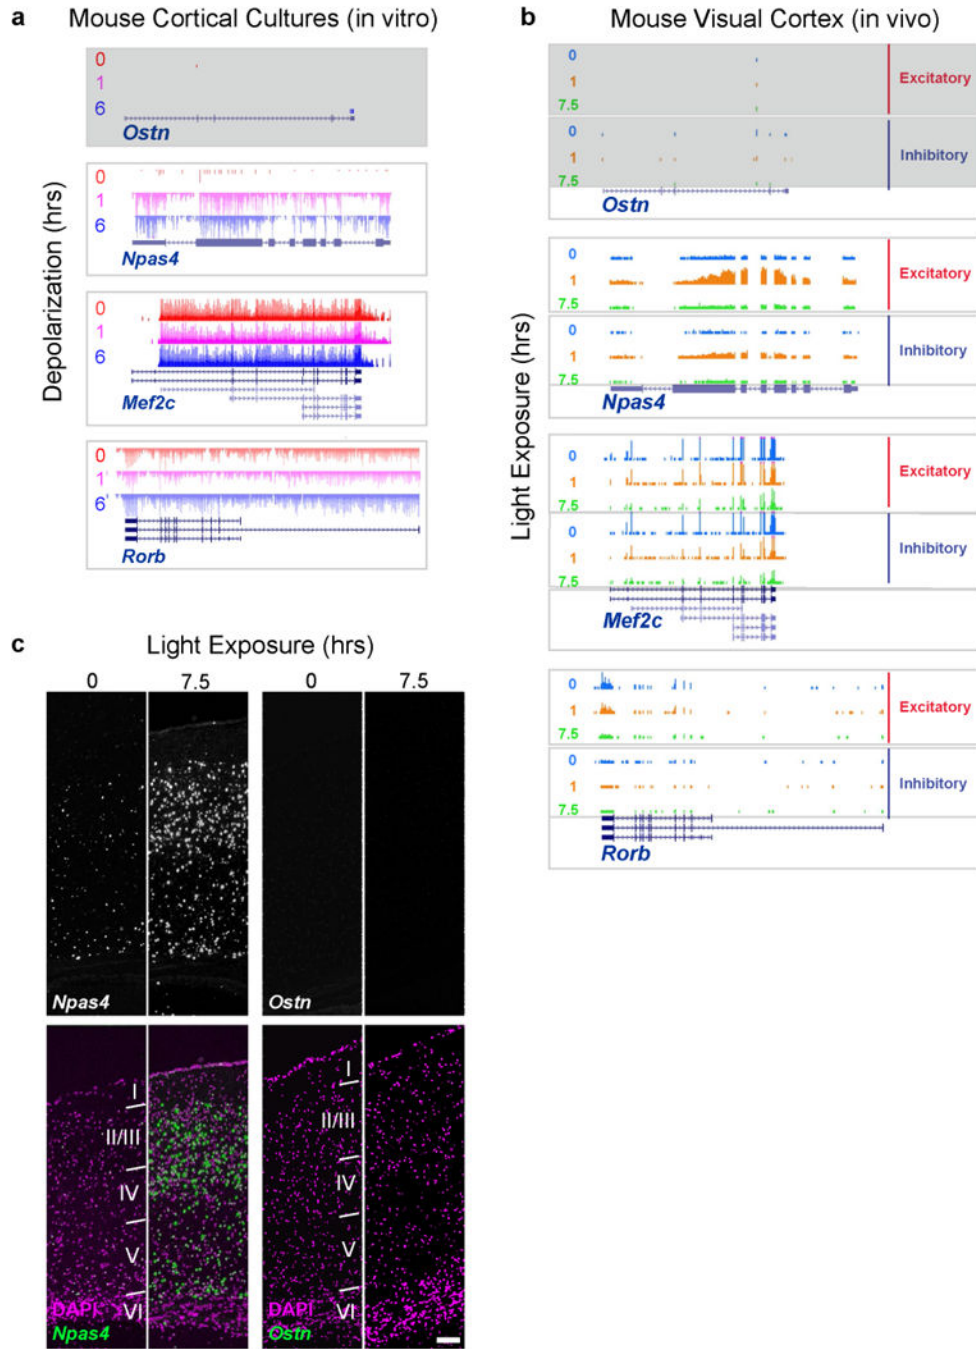 a Mouse Cortical Cultures (in vitro)
Depolarization (hrs)
0
1
6
Ostn
0
1
6
Npas4
0
1
6
Mef2c
0
1
6
Rorb
b Mouse Visual Cortex (in vivo)
Light Exposure (hrs)
0
1
7.5
Excitatory
0
1
7.5
Inhibitory
Ostn
0
1
7.5
Excitatory
0
1
7.5
Inhibitory
Npas4
0
1
7.5
Excitatory
0
1
7.5
Inhibitory
Mef2c
0
1
7.5
Excitatory
0
1
7.5
Inhibitory
Rorb
c Light Exposure (hrs)
0 7.5 0 7.5
Npas4 Ostn
I I
II/III II/III
IV IV
V V
DAPI VI DAPI VI
Npas4 Ostn